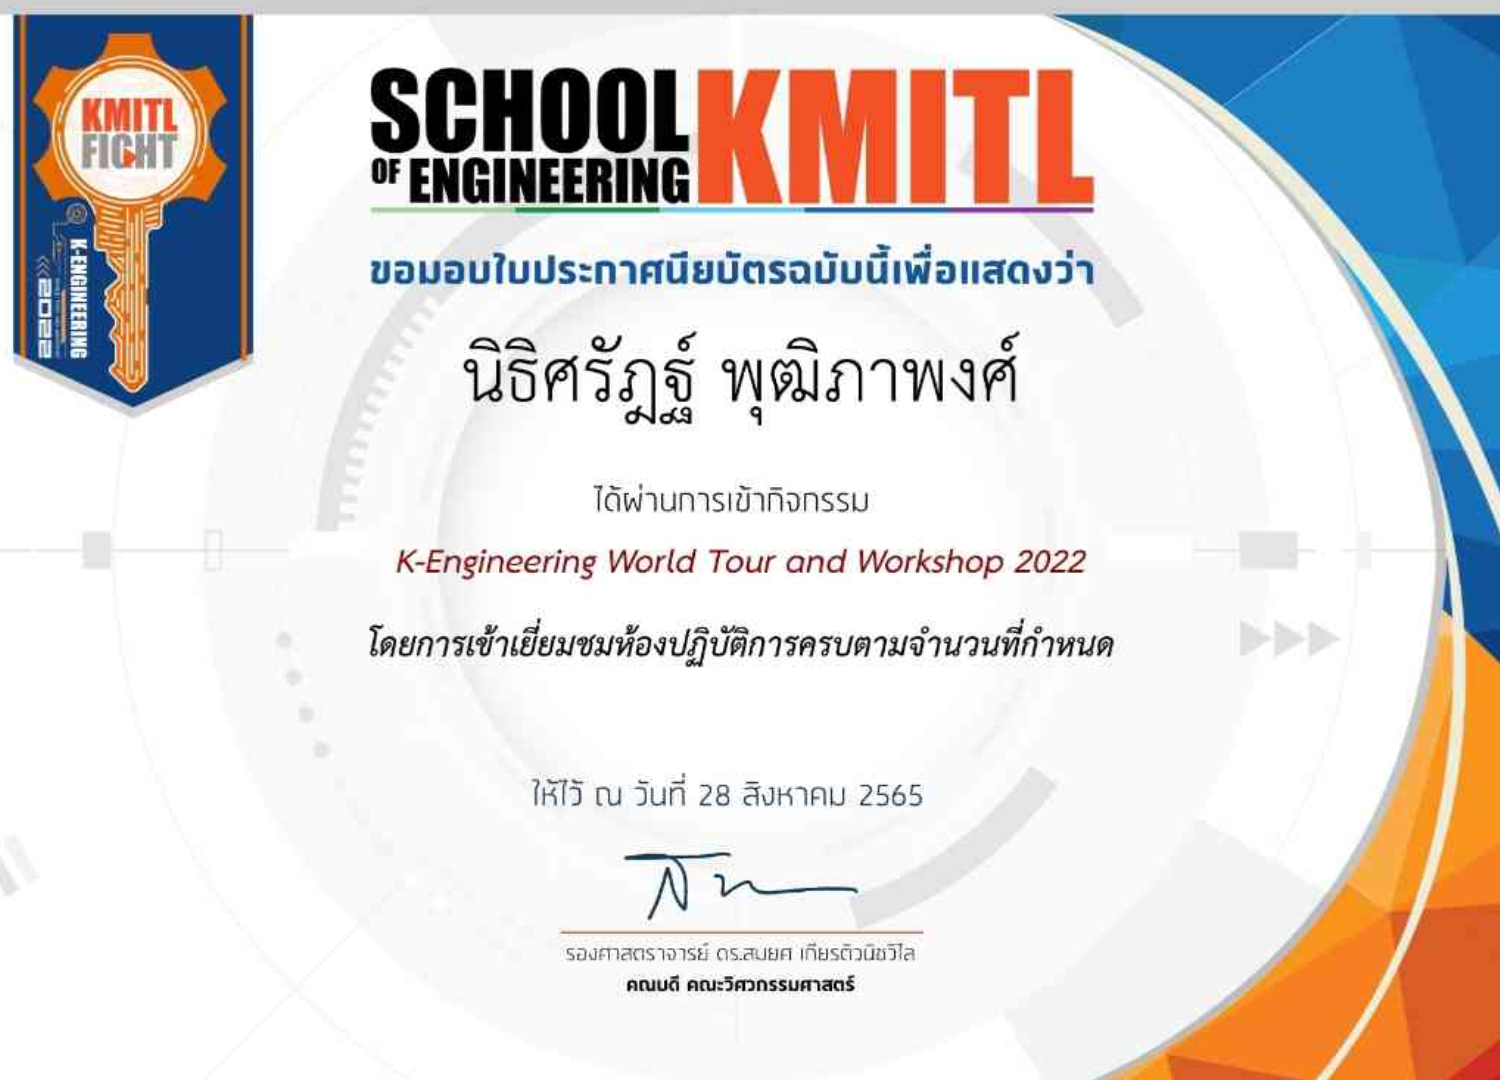 KMITL
FIGHT
K-ENGINEERING
2022
SCHOOL
OF ENGINEERING
KMITL
ขอมอบใบประกาศนียบัตรฉบับนี้เพื่อแสดงว่า
นิธิศรัฎฐ์ พุฒิภาพงศ์
ได้ผ่านการเข้ากิจกรรม
K-Engineering World Tour and Workshop 2022
โดยการเข้าเยี่ยมชมห้องปฏิบัติการครบตามจำนวนที่กำหนด
ให้ไว้ ณ วันที่ 28 สิงหาคม 2565
รองศาสตราจารย์ ดร.สมยศ เกียรติวนิชวิไล
คณบดี คณะวิศวกรรมศาสตร์